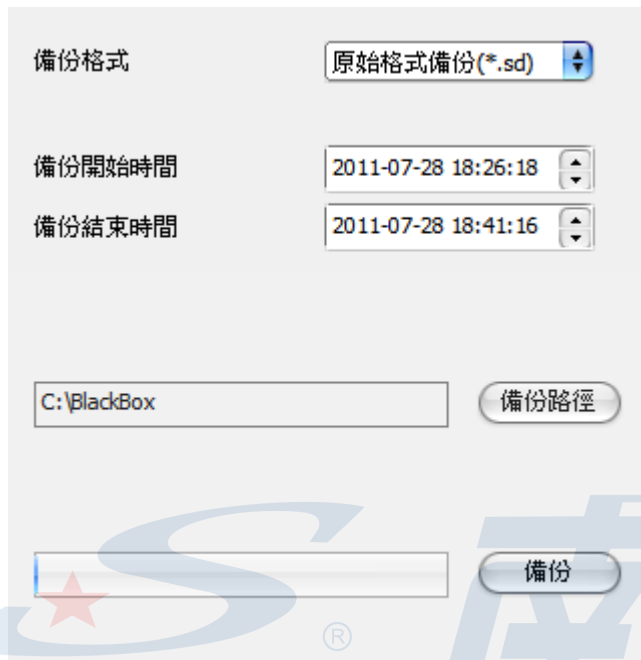 備份格式 原始格式備份(*.sd)
備份開始時間 2011-07-28 18:26:18
備份結束時間 2011-07-28 18:41:16
C:\BlackBox 備份路徑
備份
S 南
®